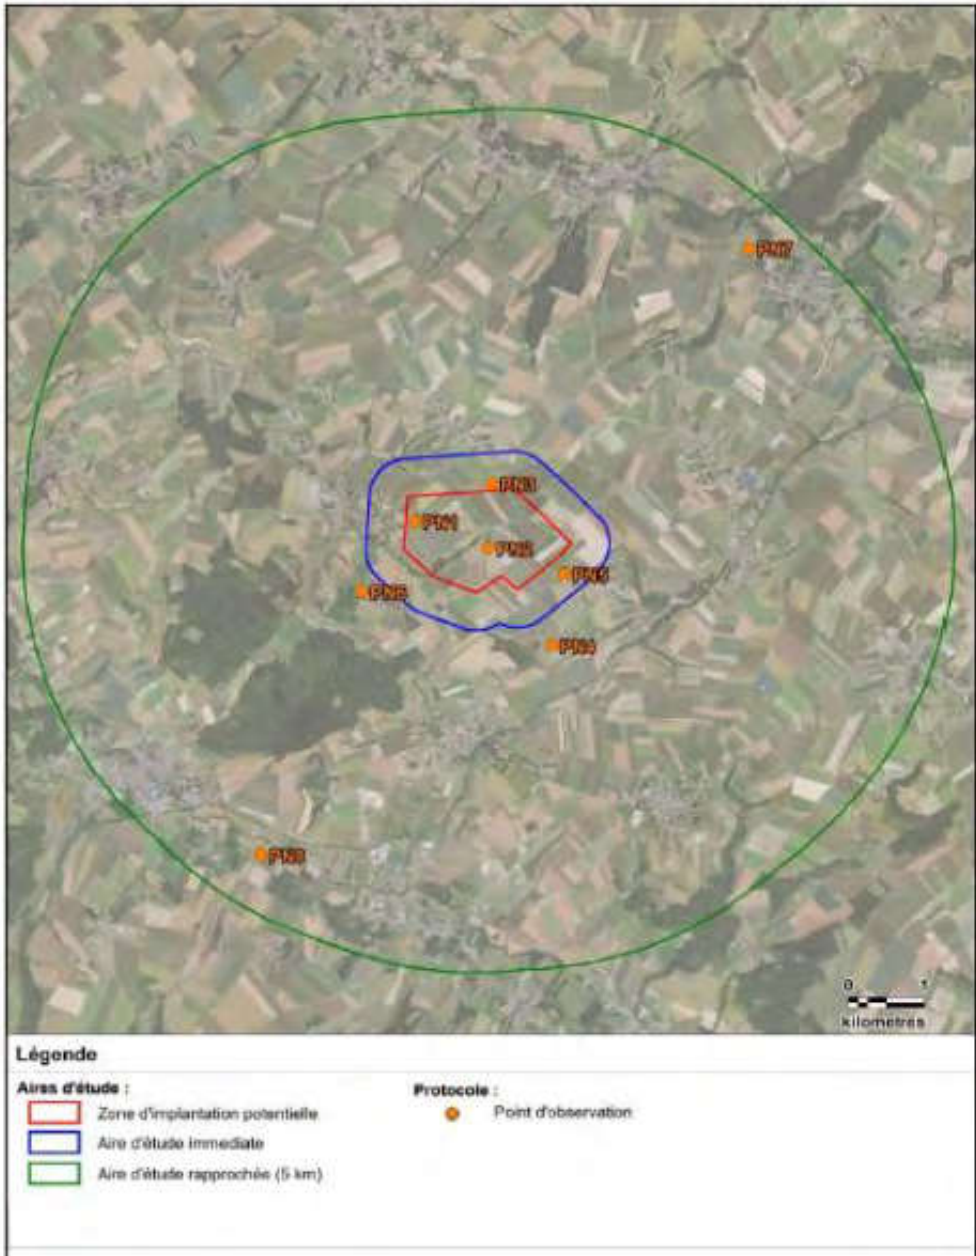 PN7
PN3
PN1
PN2
PN5
PN6
PN4
PN8
0 1
kilomètres
Légende
Aires d'étude :
Zone d'implantation potentielle
Aire d'étude immediate
Aire d'étude rapprochée (5 km)
Protocole :
Point d'observation